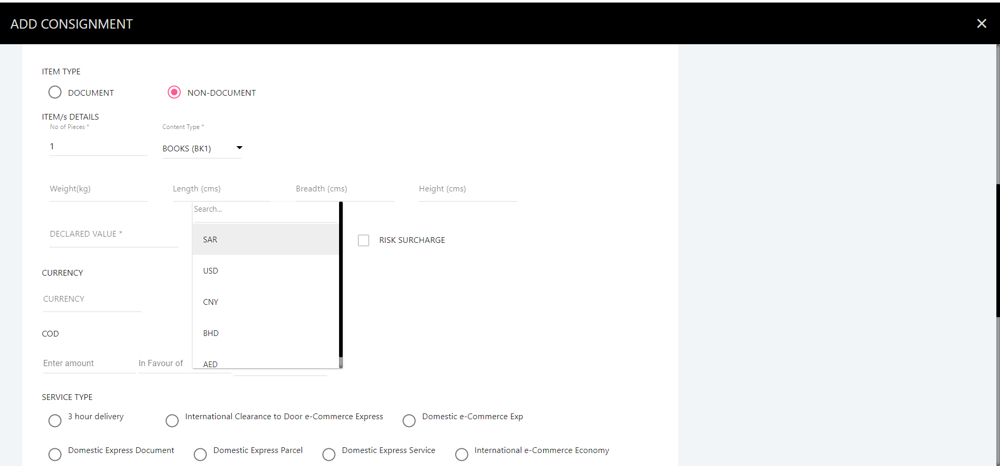 ADD CONSIGNMENT
ITEM TYPE
DOCUMENT
NON-DOCUMENT
ITEM/s DETAILS
No of Pieces *
Content Type *
1
BOOKS (BK1)
Weight(kg)
Length (cms)
Breadth (cms)
Height (cms)
Search...
DECLARED VALUE *
SAR
RISK SURCHARGE
USD
CURRENCY
CURRENCY
CNY
BHD
COD
Enter amount
In Favour of
AED
SERVICE TYPE
3 hour delivery
International Clearance to Door e-Commerce Express
Domestic e-Commerce Exp
Domestic Express Document
Domestic Express Parcel
Domestic Express Service
International e-Commerce Economy